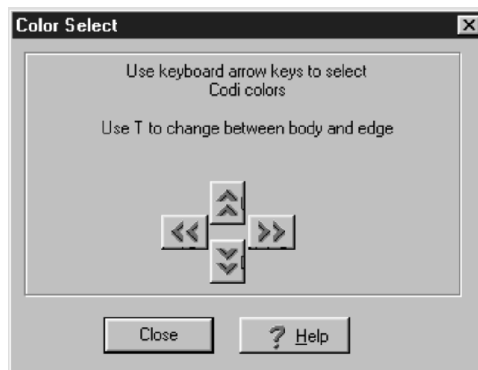 Color Select
Use keyboard arrow keys to select
Codi colors
Use T to change between body and edge
Close
? Help